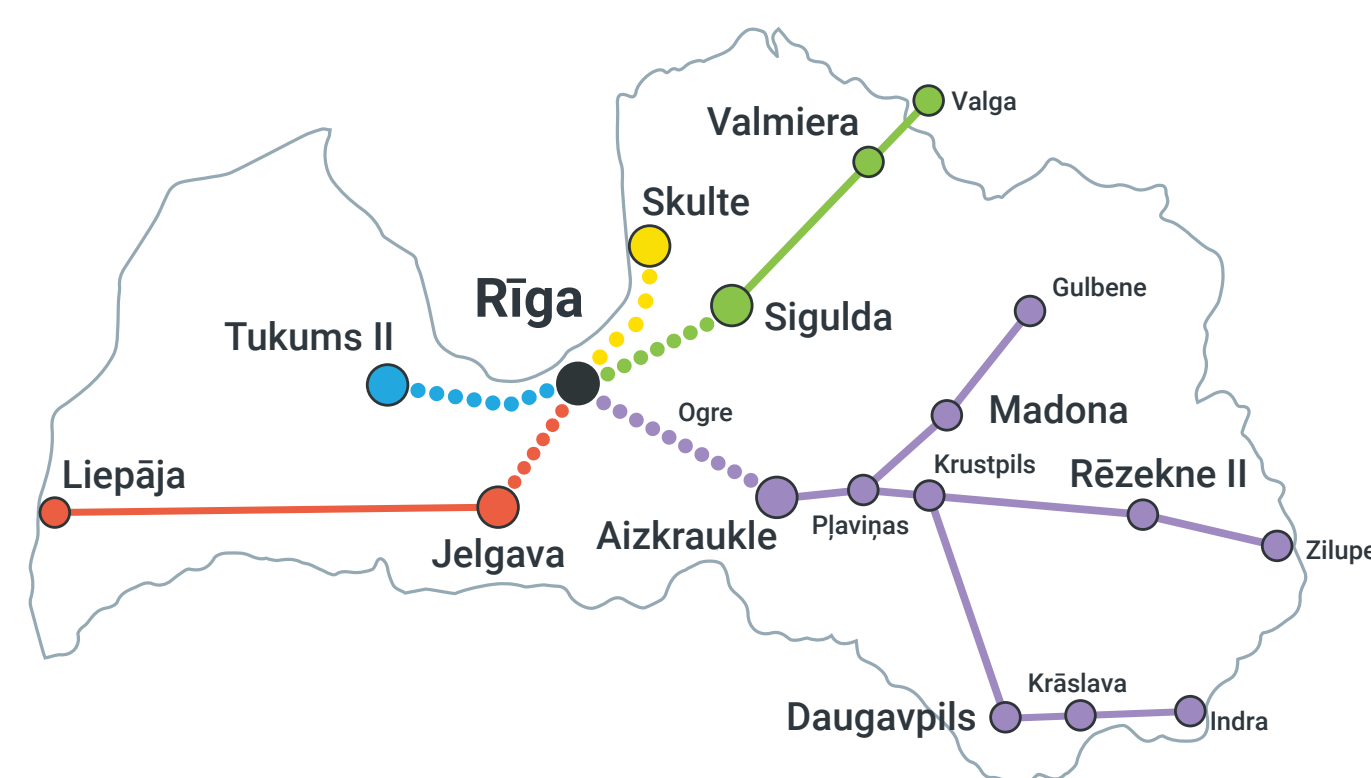 Valga
Valmiera
Skulte
Rīga
Gulbene
Sigulda
Tukums II
Ogre
Madona
Krustpils
Rēzekne II
Liepāja
Pļaviņas
Aizkraukle
Jelgava
Zilupe
Krāslava
Daugavpils
Indra